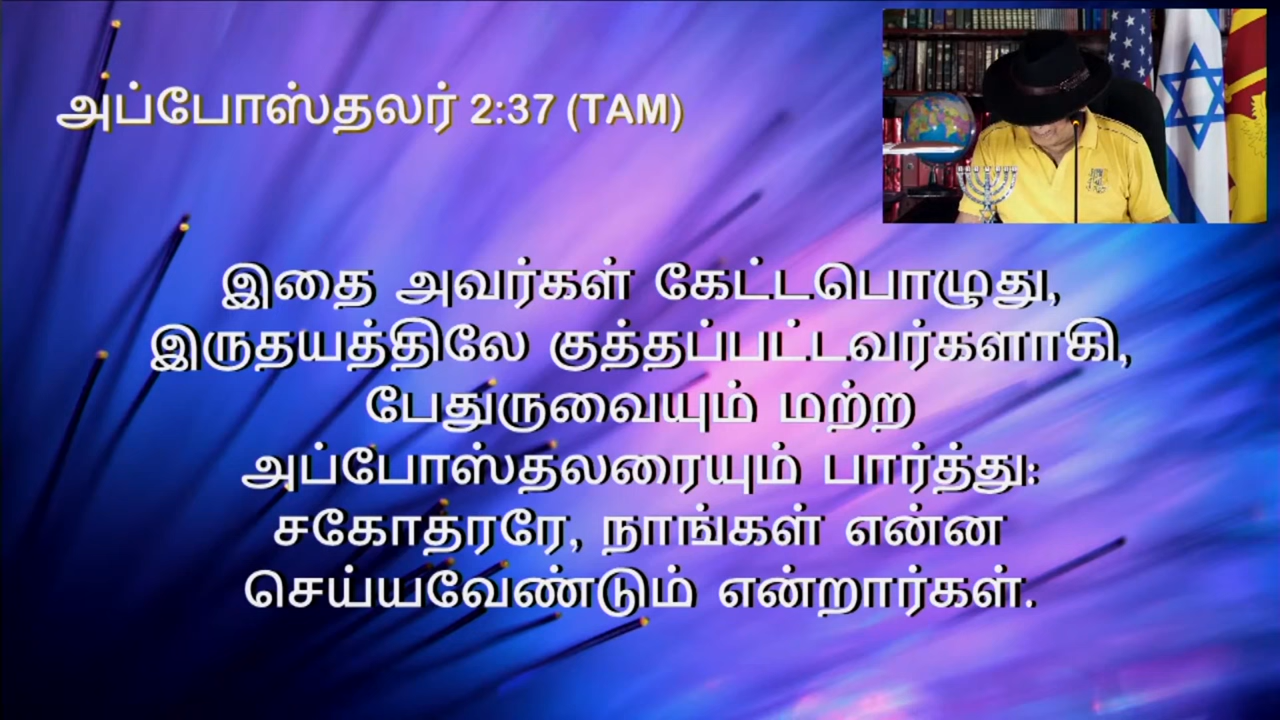 அப்போஸ்தலர் 2:37 (TAM)
இதை அவர்கள் கேட்டபொழுது,
இருதயத்திலே குத்தப்பட்டவர்களாகி,
பேதுருவையும் மற்ற
அப்போஸ்தலரையும் பார்த்து:
சகோதரரே, நாங்கள் என்ன
செய்யவேண்டும் என்றார்கள்.